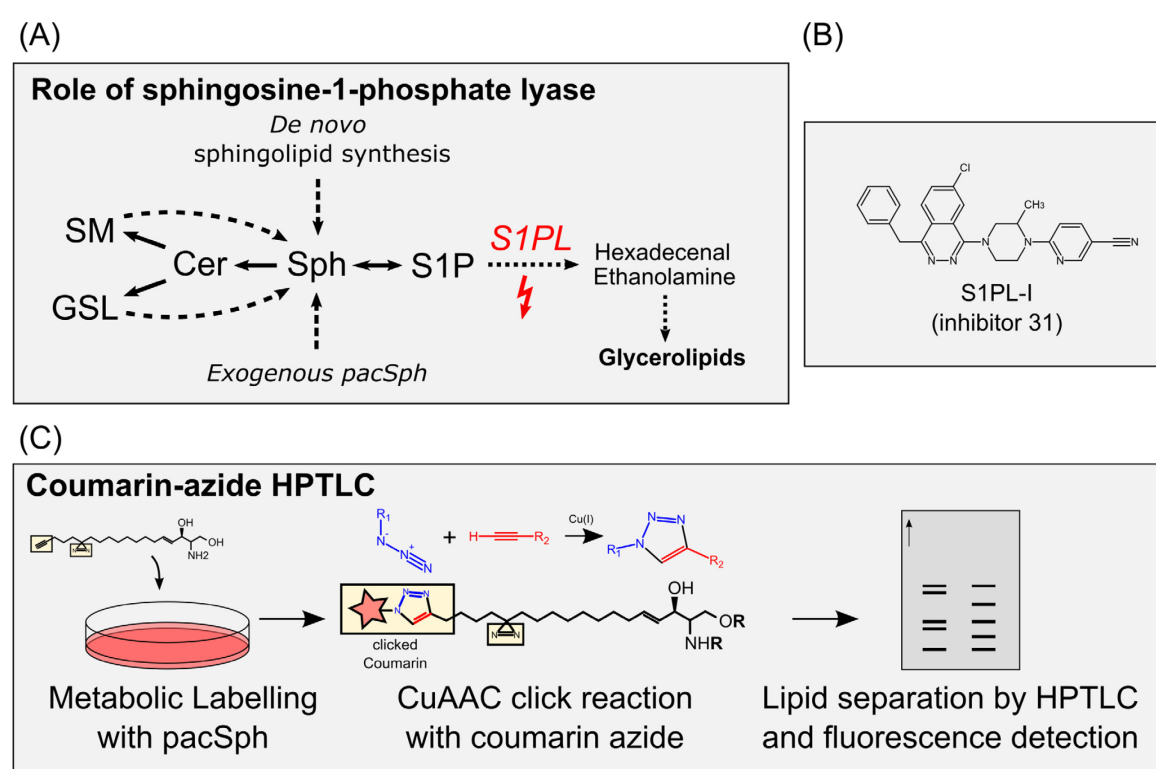 (A)
Role of sphingosine-1-phosphate lyase
De novo
sphingolipid synthesis
SM
Cer
Sph
S1P
S1PL
Hexadecenal
Ethanolamine
GSL
Exogenous pacSph
Glycerolipids
(B)
Cl
CH₃
N
N
N
N
N
N
S1PL-I
(inhibitor 31)
(C)
Coumarin-azide HPTLC
OH
OH
NH2
N=N
R₁
N⁻
N⁺
N
+
H
R₂
Cu(I)
N
N
N
R₁
R₂
N
N
N
N=N
OH
OR
NHR
clicked
Coumarin
Metabolic Labelling
with pacSph
CuAAC click reaction
with coumarin azide
Lipid separation by HPTLC
and fluorescence detection